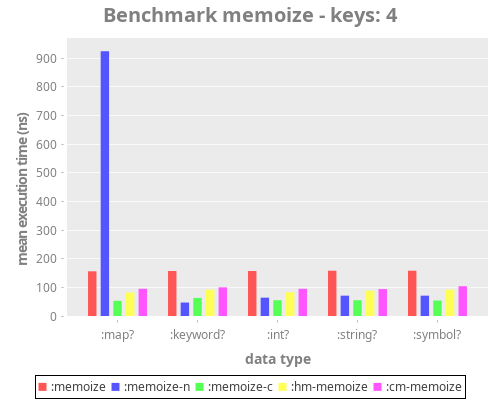 Benchmark memoize - keys: 4
mean execution time (ns)
900
800
700
600
500
400
300
200
100
0
:map? :keyword? :int? :string? :symbol?
data type
:memoize :memoize-n :memoize-c :hm-memoize :cm-memoize